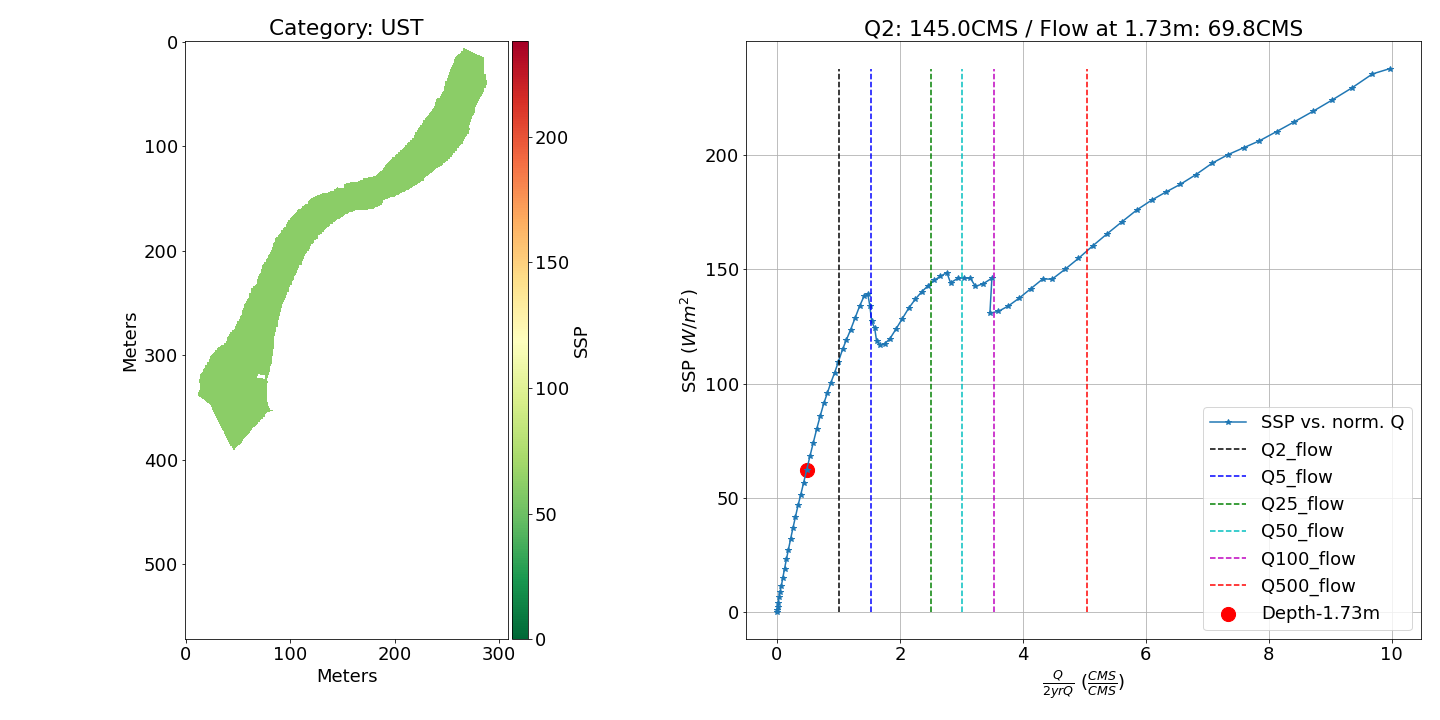 Category: UST
0
100
200
300
400
500
Meters
0
100
200
300
Meters
200
150
100
50
0
SSP
Q2: 145.0CMS / Flow at 1.73m: 69.8CMS
200
150
100
50
0
SSP (W/m²)
0
2
4
6
8
10
Q/2yrQ (CMS/CMS)
SSP vs. norm. Q
Q2_flow
Q5_flow
Q25_flow
Q50_flow
Q100_flow
Q500_flow
Depth-1.73m